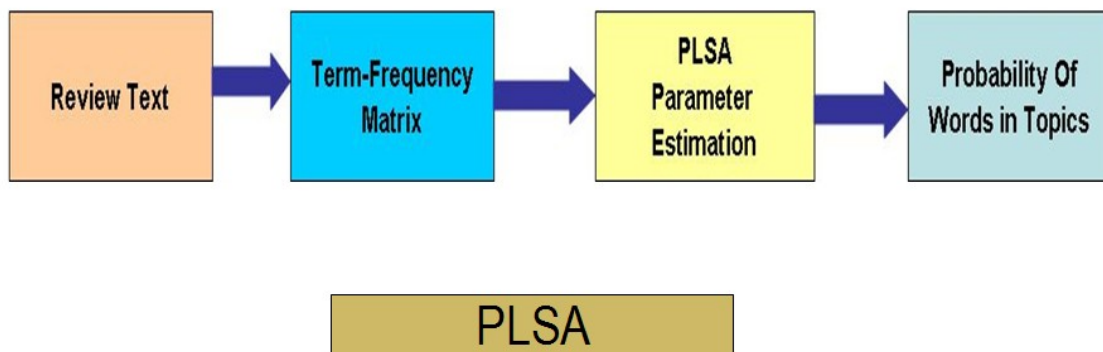 Review Text
Term-Frequency
Matrix
PLSA
Parameter
Estimation
Probability Of
Words in Topics
PLSA